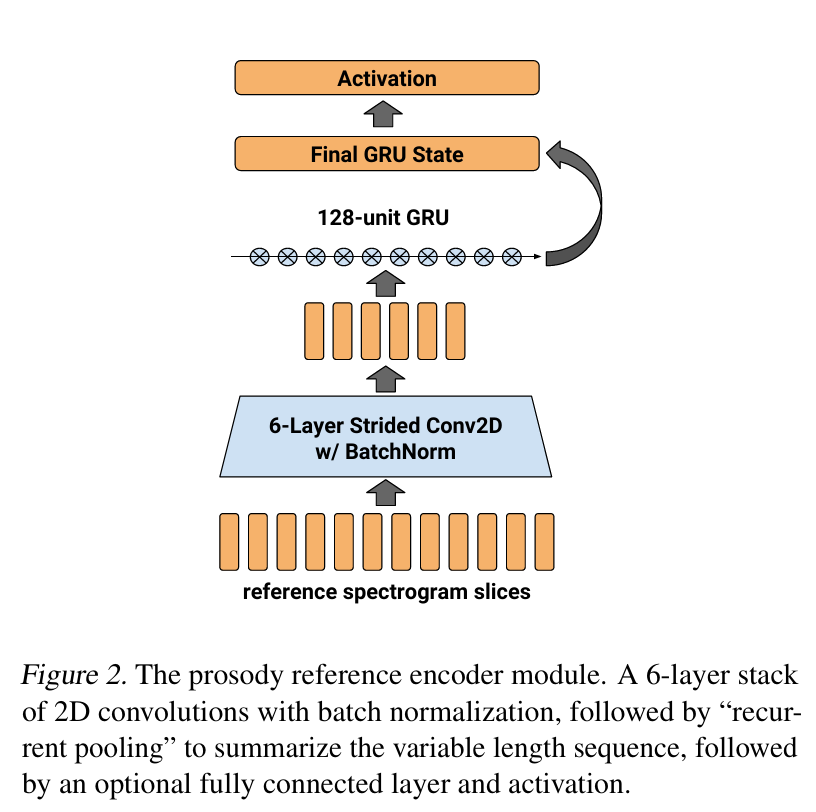 Activation
Final GRU State
128-unit GRU
6-Layer Strided Conv2D
w/ BatchNorm
reference spectrogram slices
Figure 2. The prosody reference encoder module. A 6-layer stack
of 2D convolutions with batch normalization, followed by “recur-
rent pooling” to summarize the variable length sequence, followed
by an optional fully connected layer and activation.